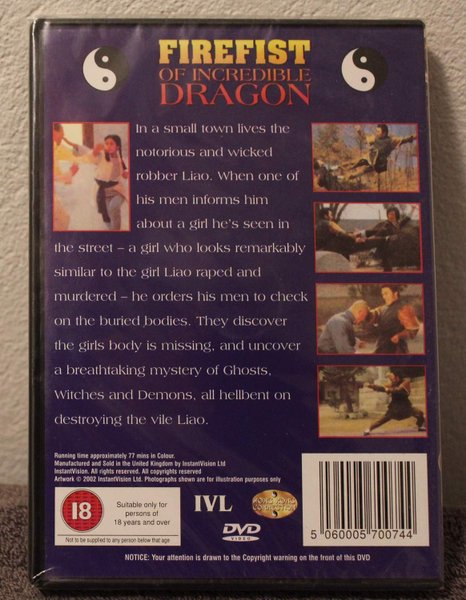 FIREFIST
OF INCREDIBLE
DRAGON
In a small town lives the
notorious and wicked
robber Liao. When one of
his men informs him
about a girl he's seen in
the street – a girl who looks remarkably
similar to the girl Liao raped and
murdered – he orders his men to check
on the buried bodies. They discover
the girls body is missing, and uncover
a breathtaking mystery of Ghosts,
Witches and Demons, all hellbent on
destroying the vile Liao.
Running time approximately 77 mins in Colour.
Manufactured and Sold in the United Kingdom by InstantVision Ltd
InstantVision. All rights reserved. All copyrights reserved
Artwork © 2002 InstantVision Ltd. Photographs shown are for illustration purposes only
18
Suitable only for
persons of
18 years and over
Not to be supplied to any person below that age
IVL
DVD
VIDEO
HONG KONG
CONNECTION
5 060005 700744
NOTICE: Your attention is drawn to the Copyright warning on the front of this DVD